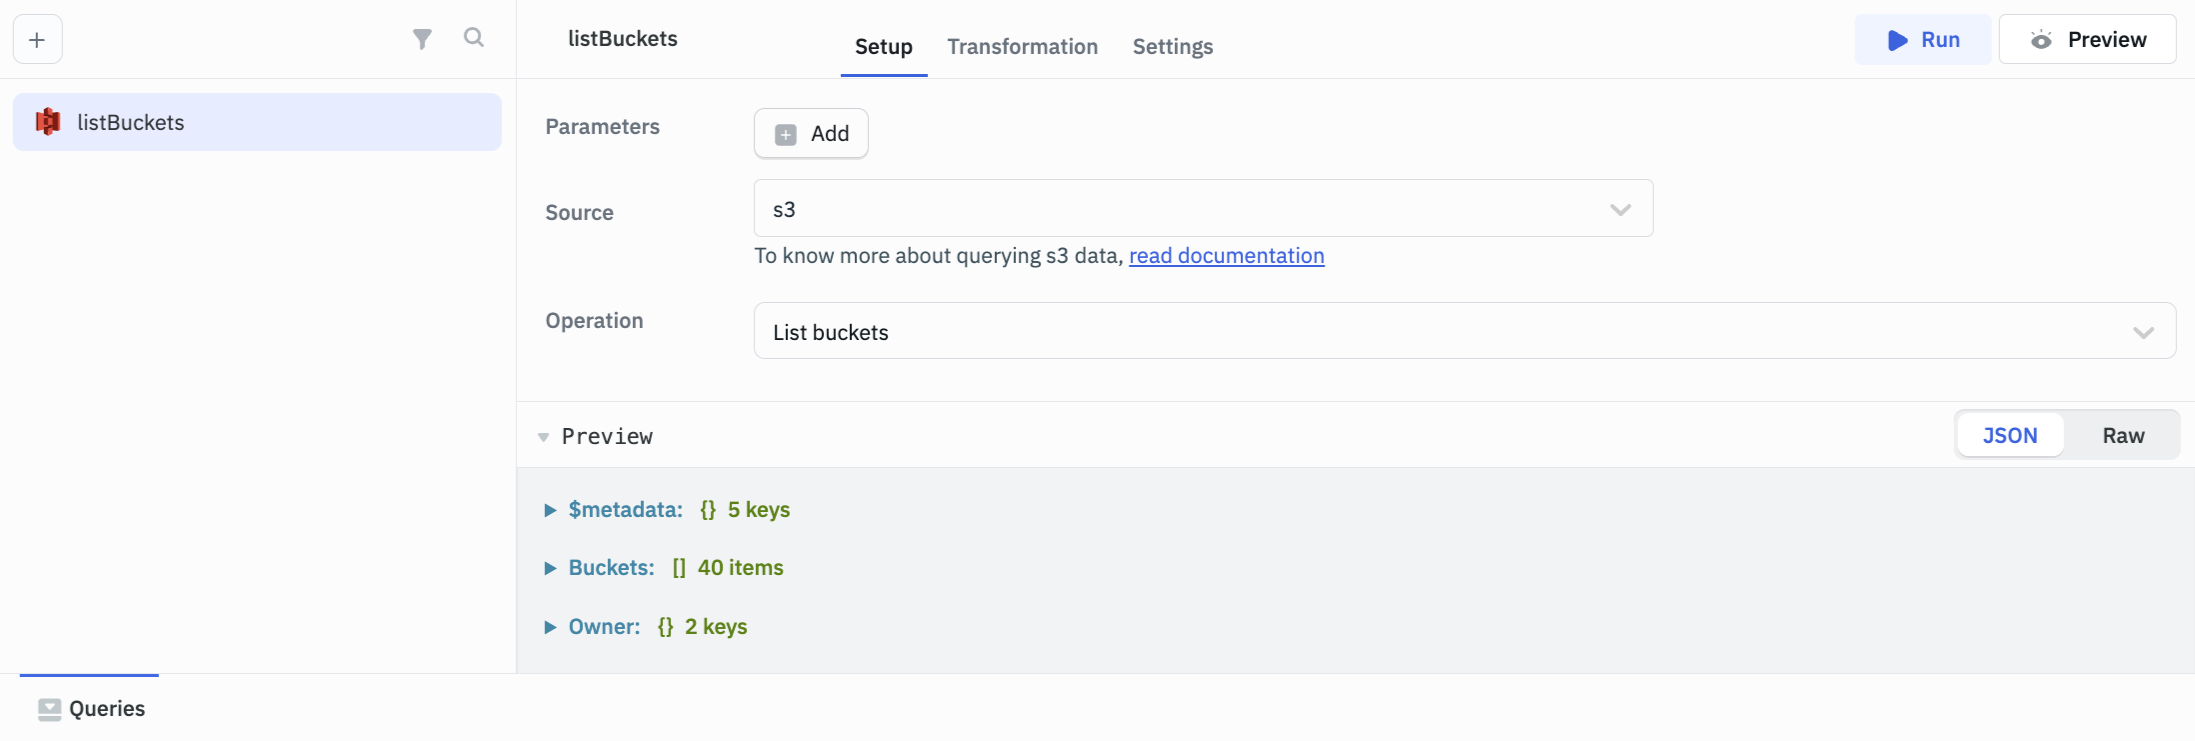 listBuckets
Setup
Transformation
Settings
Run
Preview
listBuckets
Parameters
Add
Source
s3
To know more about querying s3 data, read documentation
Operation
List buckets
Preview
JSON
Raw
$metadata: {} 5 keys
Buckets: [] 40 items
Owner: {} 2 keys
Queries